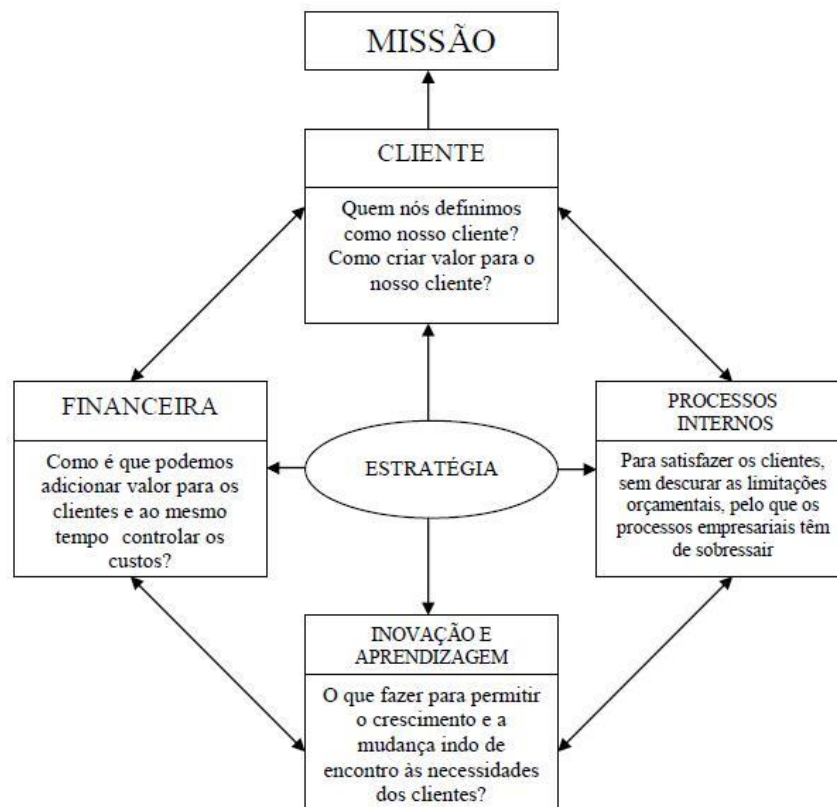 MISSÃO
CLIENTE
Quem nós definimos
como nosso cliente?
Como criar valor para o
nosso cliente?
FINANCEIRA
Como é que podemos
adicionar valor para os
clientes e ao mesmo
tempo controlar os
custos?
ESTRATÉGIA
PROCESSOS
INTERNOS
Para satisfazer os clientes,
sem descurar as limitações
orçamentais, pelo que os
processos empresariais têm
de sobressair
INOVAÇÃO E
APRENDIZAGEM
O que fazer para permitir
o crescimento e a
mudança indo de
encontro às necessidades
dos clientes?